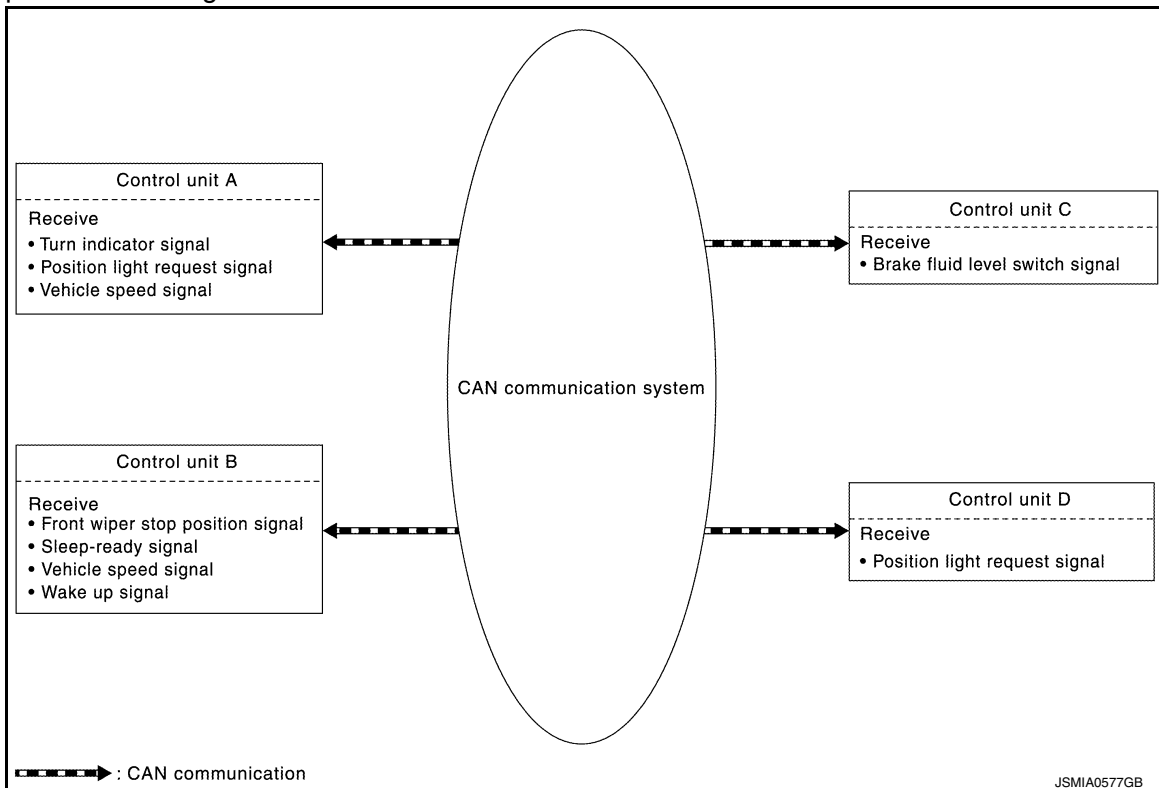 Control unit A
Receive
• Turn indicator signal
• Position light request signal
• Vehicle speed signal
Control unit C
Receive
• Brake fluid level switch signal
CAN communication system
Control unit B
Receive
• Front wiper stop position signal
• Sleep-ready signal
• Vehicle speed signal
• Wake up signal
Control unit D
Receive
• Position light request signal
: CAN communication
JSMIA0577GB